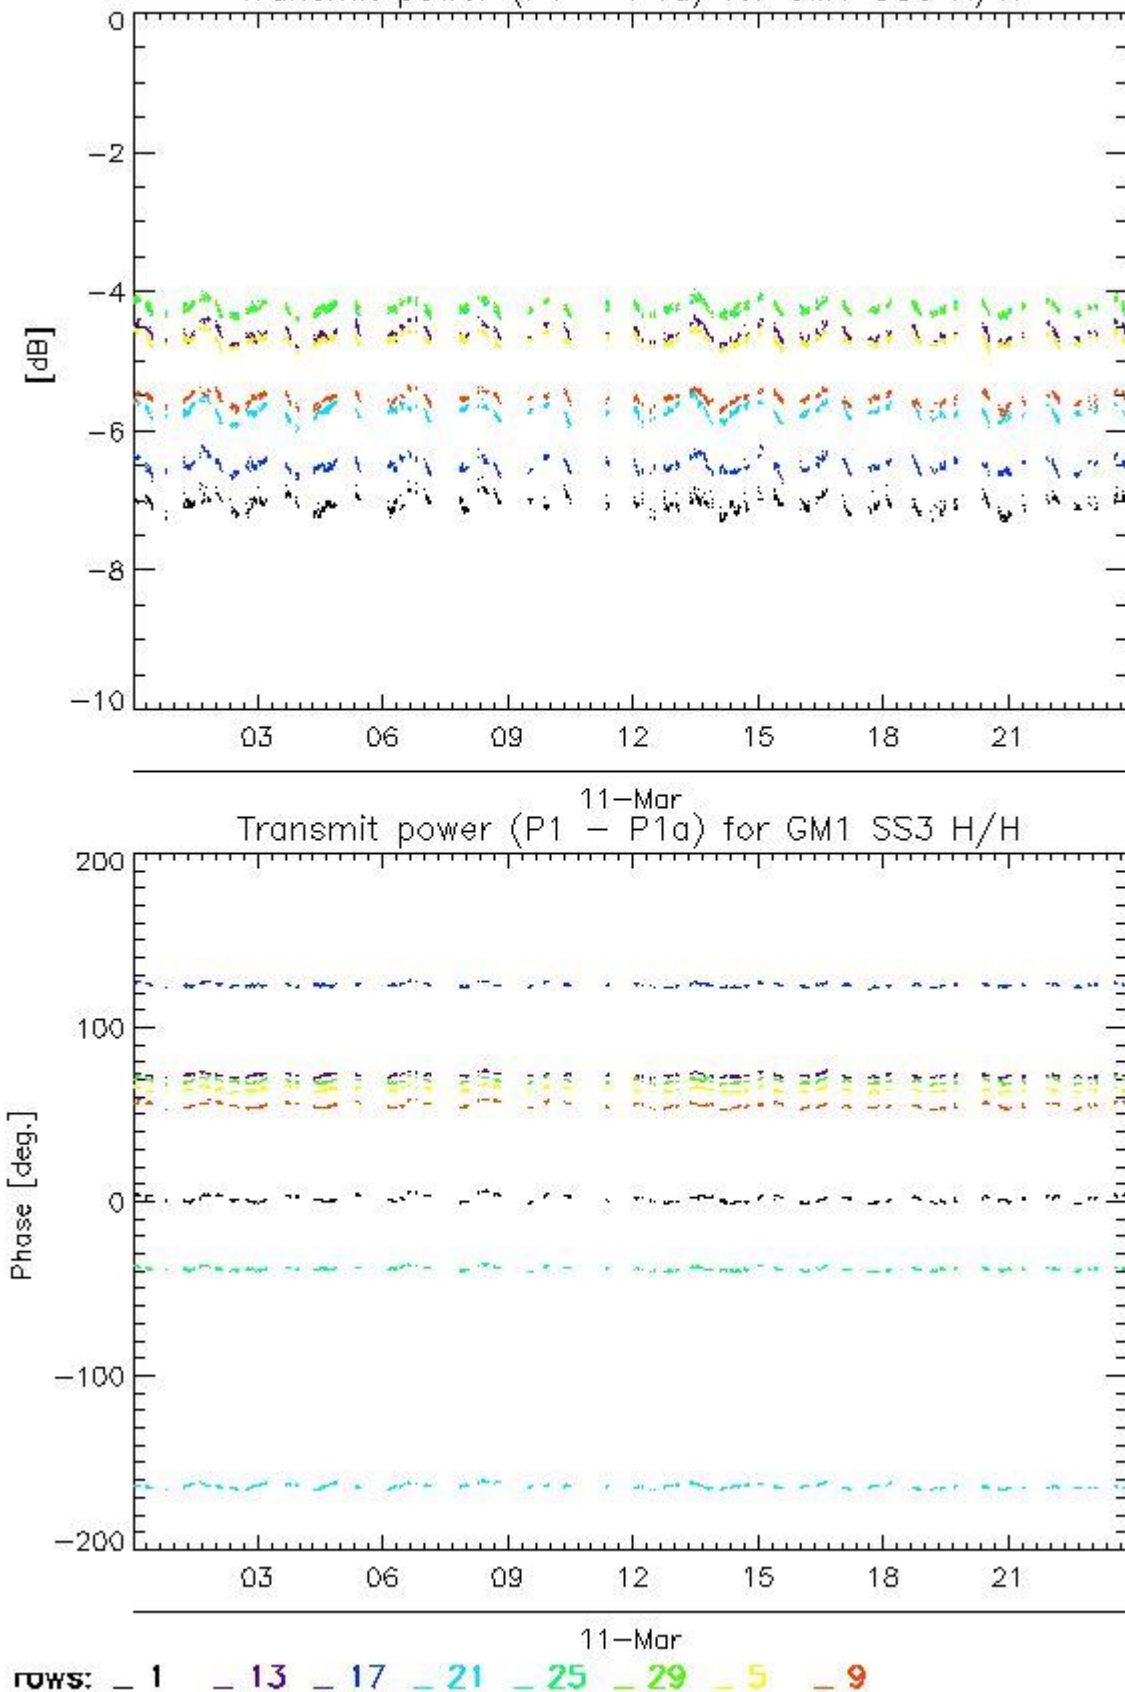 0
-2
-4
[dB]
-6
-8
-10
03 06 09 12 15 18 21
11-Mar
Transmit power (P1 - P1a) for GM1 SS3 H/H
200
100
Phase [deg.]
0
-100
-200
03 06 09 12 15 18 21
11-Mar
rows: _ 1 _ 13 _ 17 _ 21 _ 25 _ 29 _ 5 _ 9